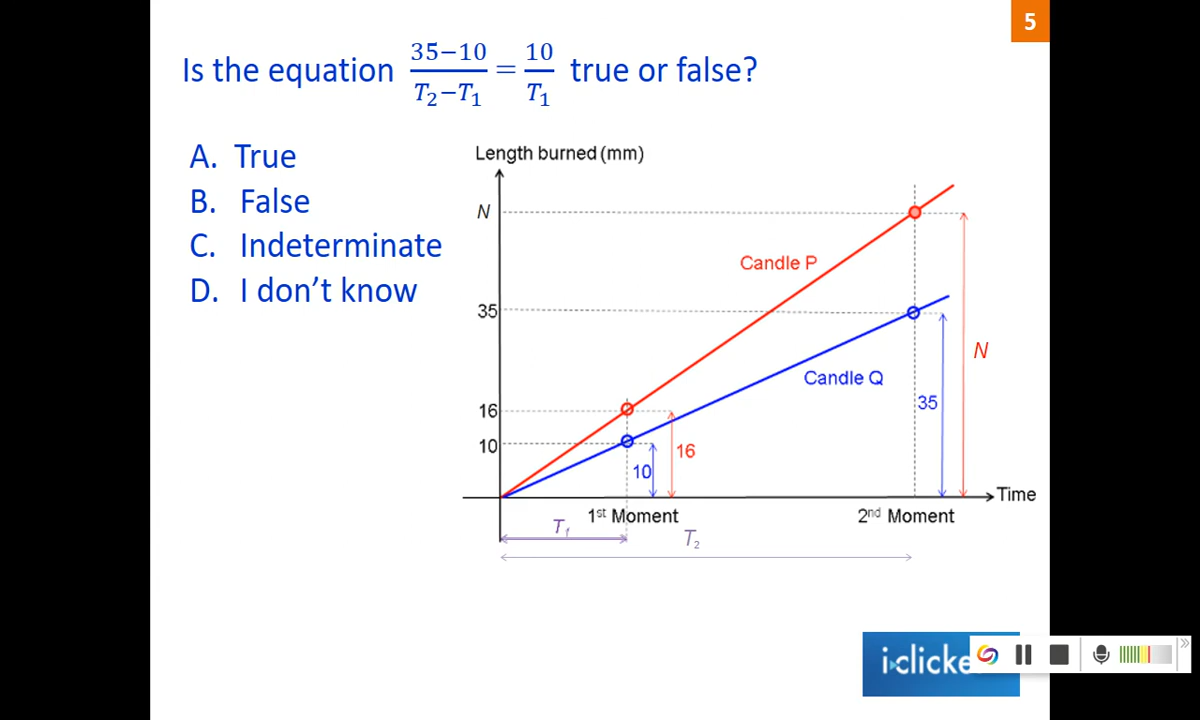 5
Is the equation (35−10)/(T₂−T₁) = 10/T₁ true or false?
A. True
B. False
C. Indeterminate
D. I don't know
Length burned (mm)
N
Candle P
35
N
Candle Q
35
16
16
10
10
Time
1st Moment
2nd Moment
T₁
T₂
i>clicke